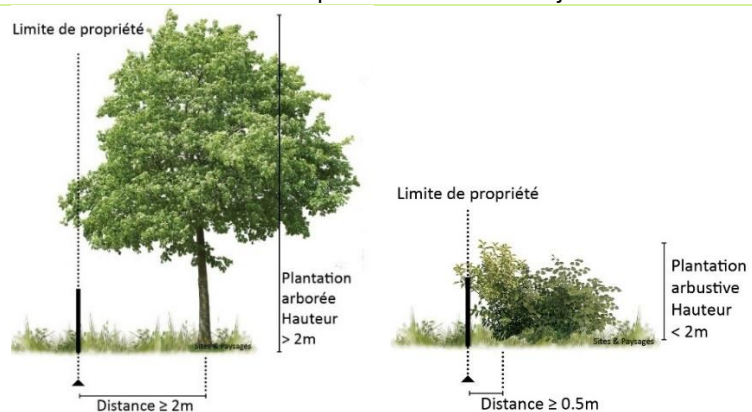 Limite de propriété
Plantation
arborée
Hauteur
> 2m
Sites & Paysages
Distance ≥ 2m
Limite de propriété
Plantation
arbustive
Hauteur
< 2m
Sites & Paysages
Distance ≥ 0.5m